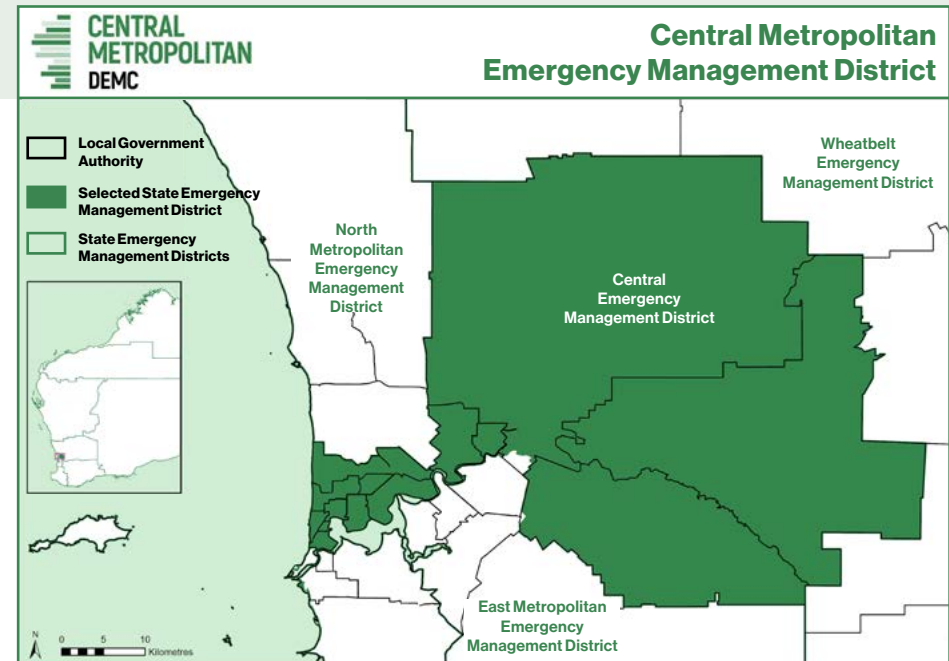 CENTRAL
METROPOLITAN
DEMC
Central Metropolitan
Emergency Management District
Local Government
Authority
Selected State Emergency
Management District
State Emergency
Management Districts
North
Metropolitan
Emergency
Management
District
Wheatbelt
Emergency
Management District
Central
Emergency
Management District
East Metropolitan
Emergency
Management District
N
0 5 10
Kilometres